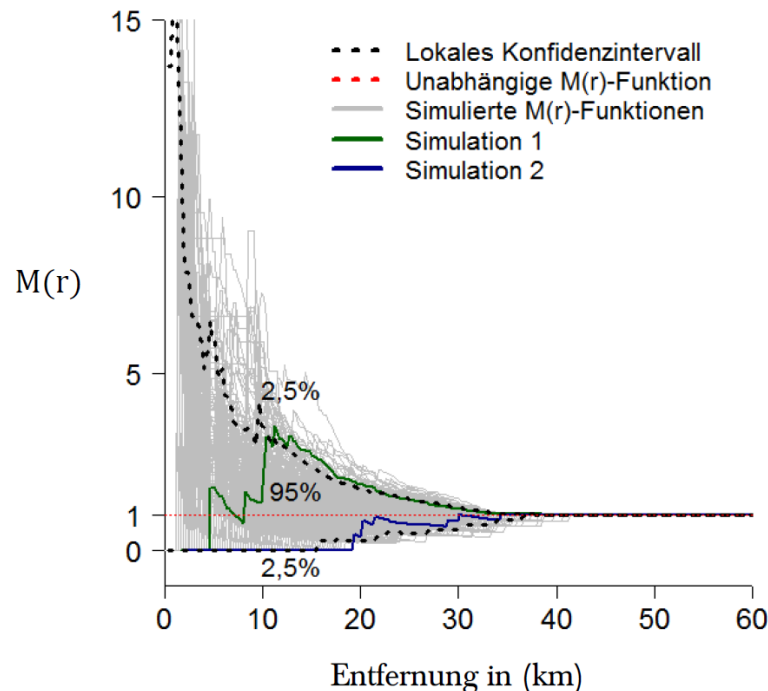 15
10
5
1
0
M(r)
Lokales Konfidenzintervall
Unabhängige M(r)-Funktion
Simulierte M(r)-Funktionen
Simulation 1
Simulation 2
2,5%
95%
2,5%
0 10 20 30 40 50 60
Entfernung in (km)